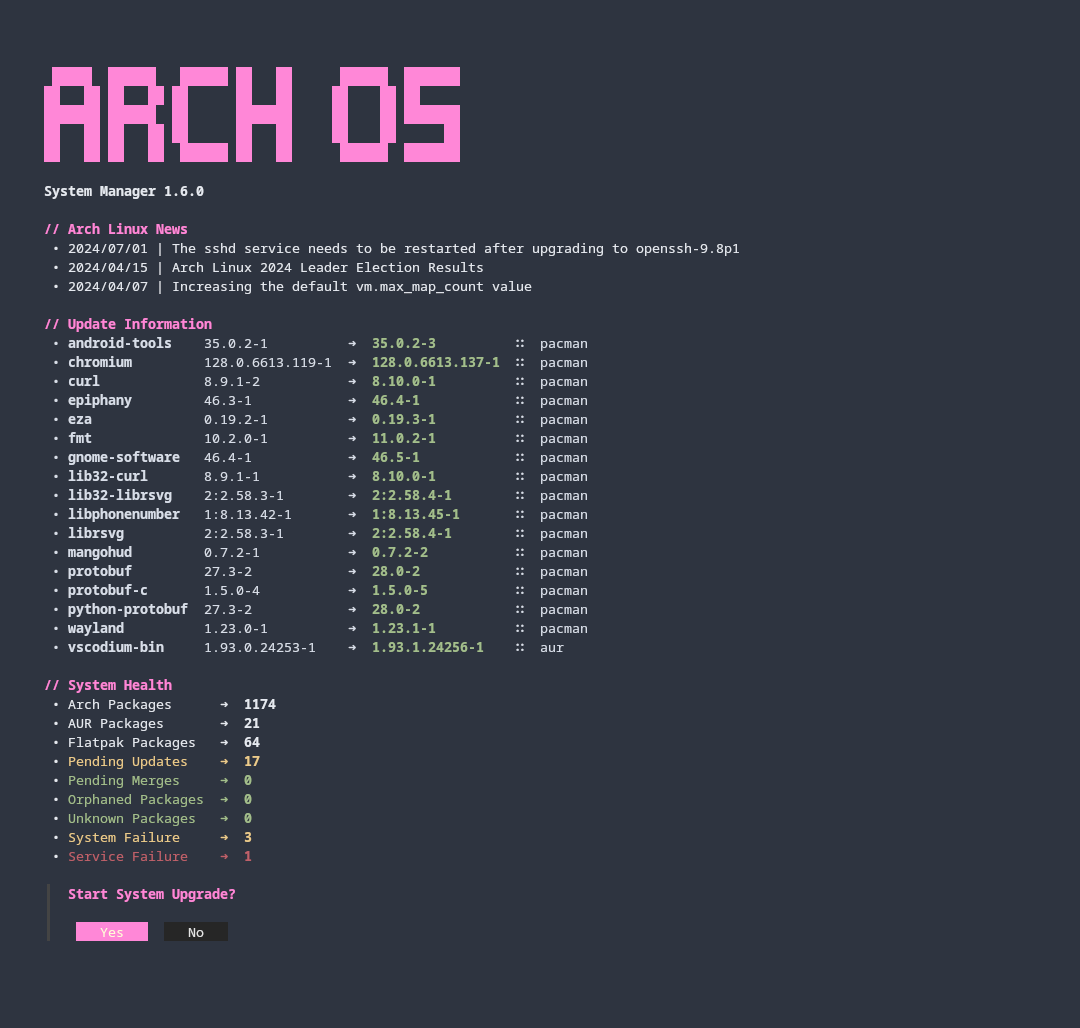 ARCH OS
System Manager 1.6.0
// Arch Linux News
• 2024/07/01 | The sshd service needs to be restarted after upgrading to openssh-9.8p1
• 2024/04/15 | Arch Linux 2024 Leader Election Results
• 2024/04/07 | Increasing the default vm.max_map_count value
// Update Information
• android-tools 35.0.2-1 → 35.0.2-3 :: pacman
• chromium 128.0.6613.119-1 → 128.0.6613.137-1 :: pacman
• curl 8.9.1-2 → 8.10.0-1 :: pacman
• epiphany 46.3-1 → 46.4-1 :: pacman
• eza 0.19.2-1 → 0.19.3-1 :: pacman
• fmt 10.2.0-1 → 11.0.2-1 :: pacman
• gnome-software 46.4-1 → 46.5-1 :: pacman
• lib32-curl 8.9.1-1 → 8.10.0-1 :: pacman
• lib32-librsvg 2:2.58.3-1 → 2:2.58.4-1 :: pacman
• libphonenumber 1:8.13.42-1 → 1:8.13.45-1 :: pacman
• librsvg 2:2.58.3-1 → 2:2.58.4-1 :: pacman
• mangohud 0.7.2-1 → 0.7.2-2 :: pacman
• protobuf 27.3-2 → 28.0-2 :: pacman
• protobuf-c 1.5.0-4 → 1.5.0-5 :: pacman
• python-protobuf 27.3-2 → 28.0-2 :: pacman
• wayland 1.23.0-1 → 1.23.1-1 :: pacman
• vscodium-bin 1.93.0.24253-1 → 1.93.1.24256-1 :: aur
// System Health
• Arch Packages → 1174
• AUR Packages → 21
• Flatpak Packages → 64
• Pending Updates → 17
• Pending Merges → 0
• Orphaned Packages → 0
• Unknown Packages → 0
• System Failure → 3
• Service Failure → 1
Start System Upgrade?
Yes No